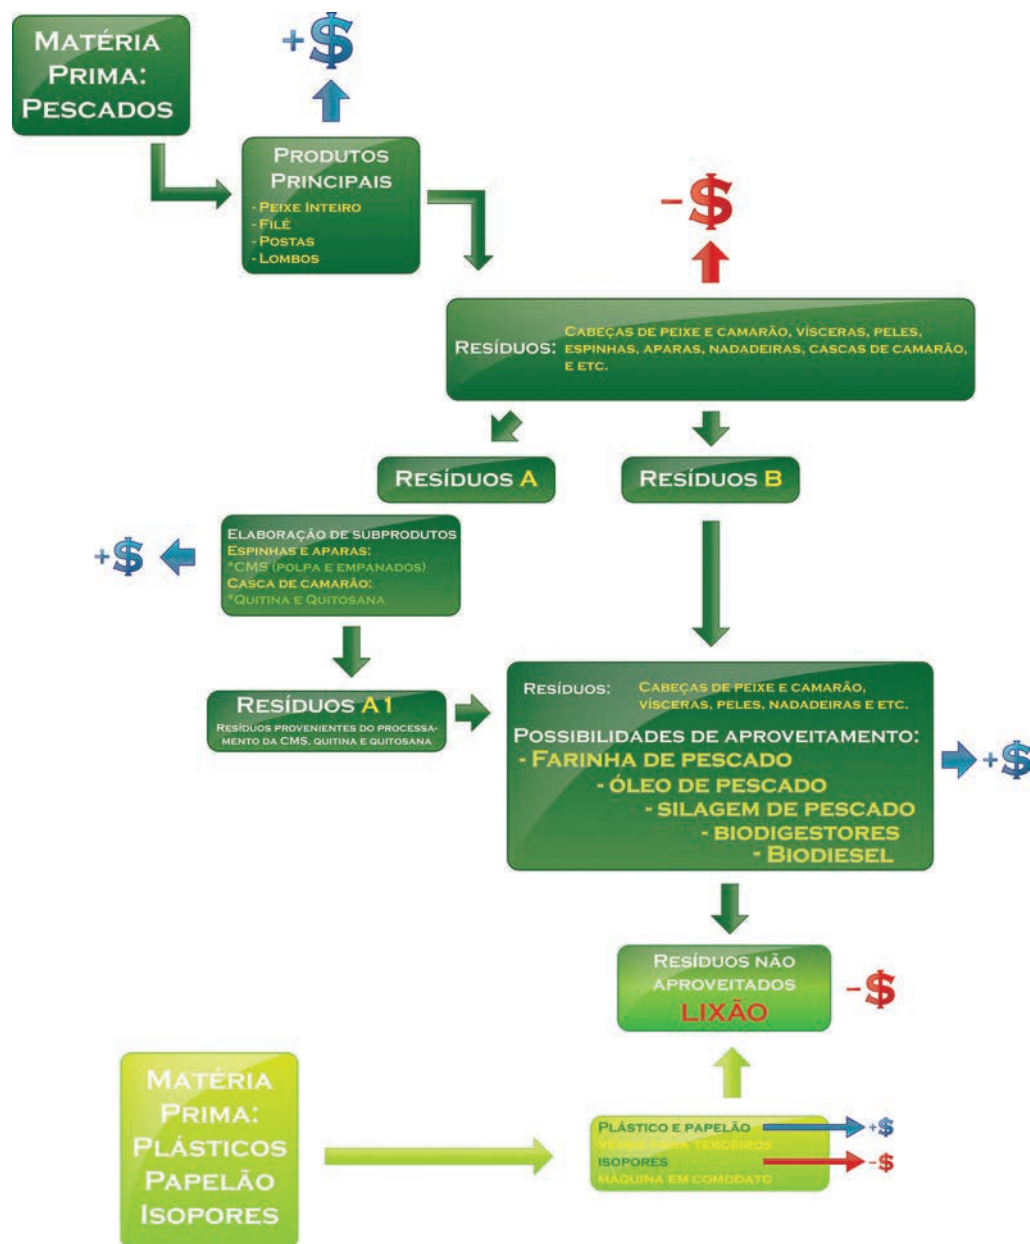 MATÉRIA
PRIMA:
PESCADOS
+$
PRODUTOS
PRINCIPAIS
- PEIXE INTEIRO
- FILÉ
- POSTAS
- LOMBOS
-$
RESÍDUOS:
CABEÇAS DE PEIXE E CAMARÃO, VÍSCERAS, PELES,
ESPINHAS, APARAS, NADADEIRAS, CASCAS DE CAMARÃO,
E ETC.
RESÍDUOS A
RESÍDUOS B
+$
ELABORAÇÃO DE SUBPRODUTOS
ESPINHAS E APARAS:
*CMS (POLPA E EMPANADOS)
CASCA DE CAMARÃO:
*QUITINA E QUITOSANA
RESÍDUOS A1
RESÍDUOS PROVENIENTES DO PROCESSA-
MENTO DA CMS, QUITINA E QUITOSANA
RESÍDUOS:
CABEÇAS DE PEIXE E CAMARÃO,
VÍSCERAS, PELES, NADADEIRAS E ETC.
POSSIBILIDADES DE APROVEITAMENTO:
- FARINHA DE PESCADO
- ÓLEO DE PESCADO
- SILAGEM DE PESCADO
- BIODIGESTORES
- BIODIESEL
+$
RESÍDUOS NÃO
APROVEITADOS
LIXÃO
-$
MATÉRIA
PRIMA:
PLÁSTICOS
PAPELÃO
ISOPORES
PLÁSTICO E PAPELÃO +$
VENDIS PARA TERCEIROS
ISOPORES -$
MÁQUINA EM COMODATO